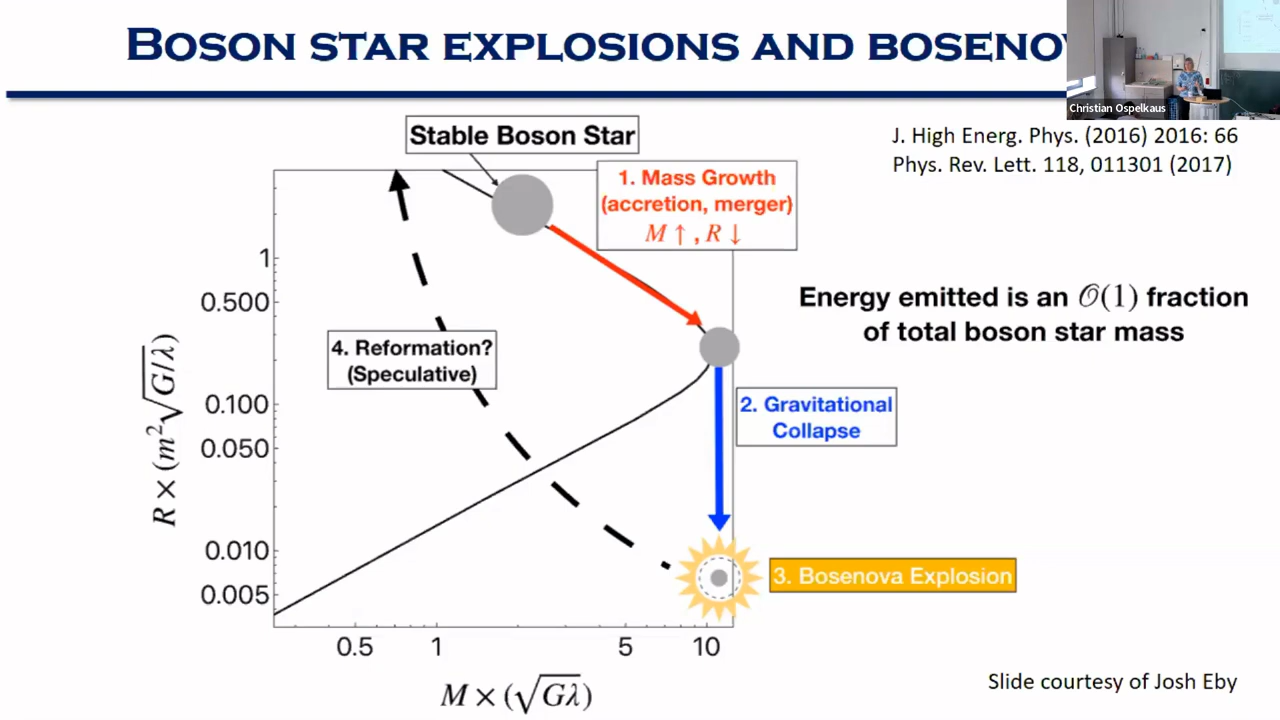 BOSON STAR EXPLOSIONS AND BOSENO
Christian Ospelkaus
J. High Energ. Phys. (2016) 2016: 66
Phys. Rev. Lett. 118, 011301 (2017)
Stable Boson Star
1. Mass Growth
(accretion, merger)
M ↑ , R ↓
Energy emitted is an 𝒪(1) fraction
of total boson star mass
4. Reformation?
(Speculative)
2. Gravitational
Collapse
3. Bosenova Explosion
1
0.500
0.100
0.050
0.010
0.005
R × (m²√G/λ)
0.5 1 5 10
M × (√Gλ)
Slide courtesy of Josh Eby